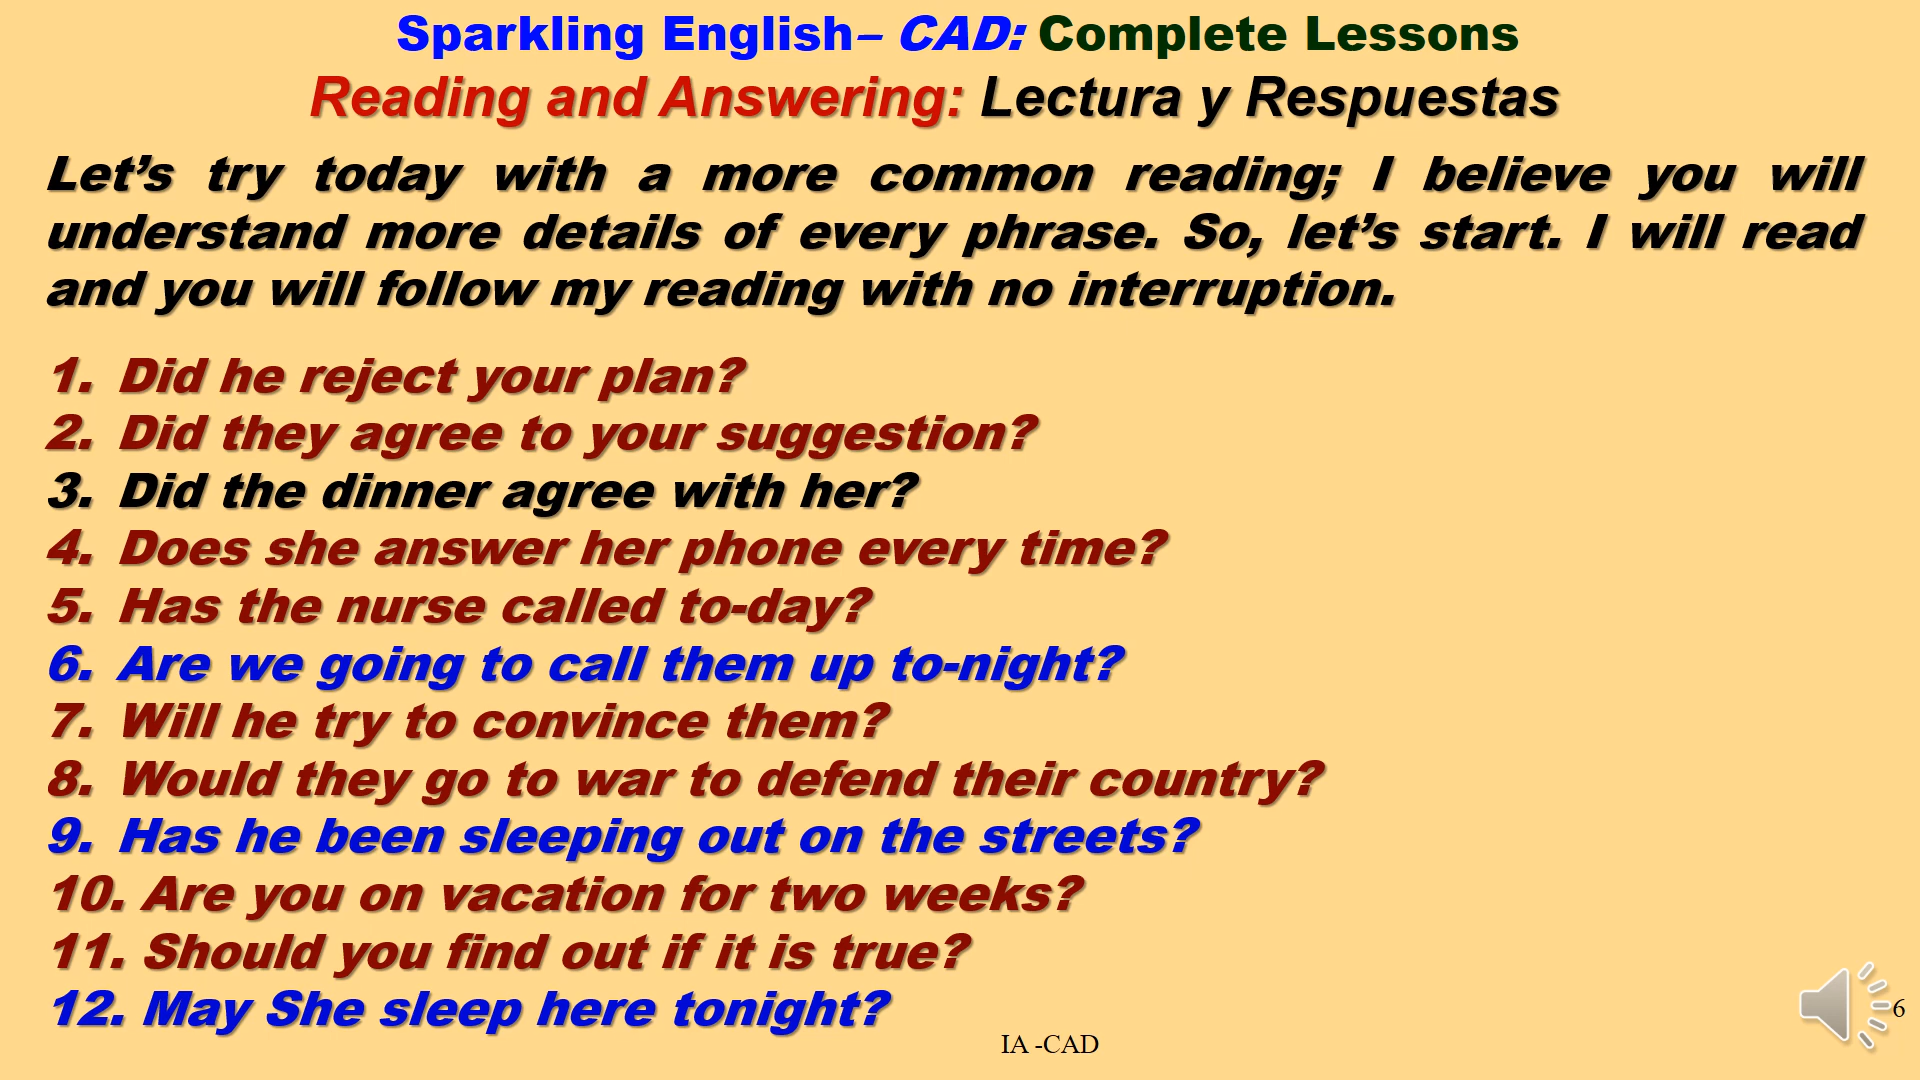 Sparkling English– CAD: Complete Lessons
Reading and Answering: Lectura y Respuestas
Let’s try today with a more common reading; I believe you will
understand more details of every phrase. So, let’s start. I will read
and you will follow my reading with no interruption.
1. Did he reject your plan?
2. Did they agree to your suggestion?
3. Did the dinner agree with her?
4. Does she answer her phone every time?
5. Has the nurse called to-day?
6. Are we going to call them up to-night?
7. Will he try to convince them?
8. Would they go to war to defend their country?
9. Has he been sleeping out on the streets?
10. Are you on vacation for two weeks?
11. Should you find out if it is true?
12. May She sleep here tonight?
6
IA -CAD